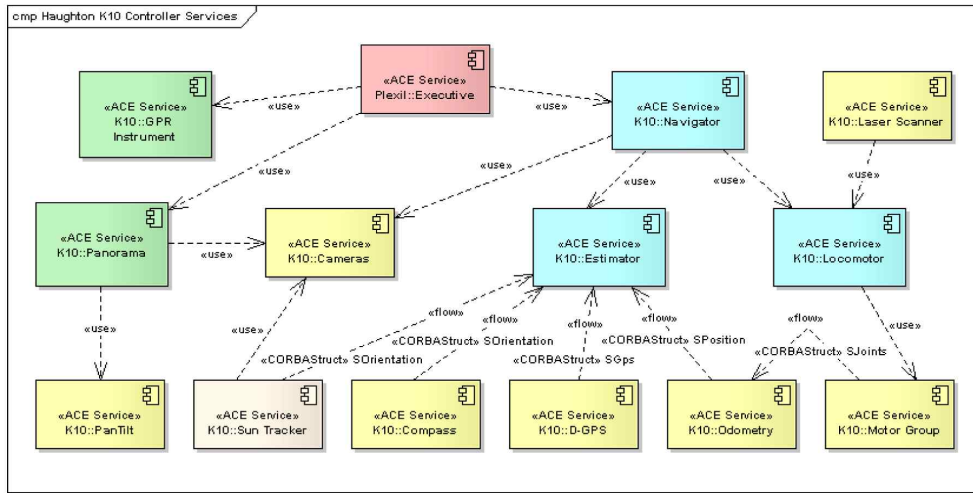 cmp Haughton K10 Controller Services
«ACE Service»
Plexil::Executive
«ACE Service»
K10::GPR
Instrument
«use»
«use»
«ACE Service»
K10::Navigator
«ACE Service»
K10::Laser Scanner
«use»
«use»
«use»
«use»
«use»
«ACE Service»
K10::Panorama
«use»
«ACE Service»
K10::Cameras
«ACE Service»
K10::Estimator
«ACE Service»
K10::Locomotor
«use»
«use»
«flow»
«flow»
«flow»
«flow»
«flow»
«use»
«CORBAStruct» SOrientation
«CORBAStruct» SOrientation
«CORBAStruct» SGps
«CORBAStruct» SPosition
«CORBAStruct» SJoints
«ACE Service»
K10::PanTilt
«ACE Service»
K10::Sun Tracker
«ACE Service»
K10::Compass
«ACE Service»
K10::D-GPS
«ACE Service»
K10::Odometry
«ACE Service»
K10::Motor Group